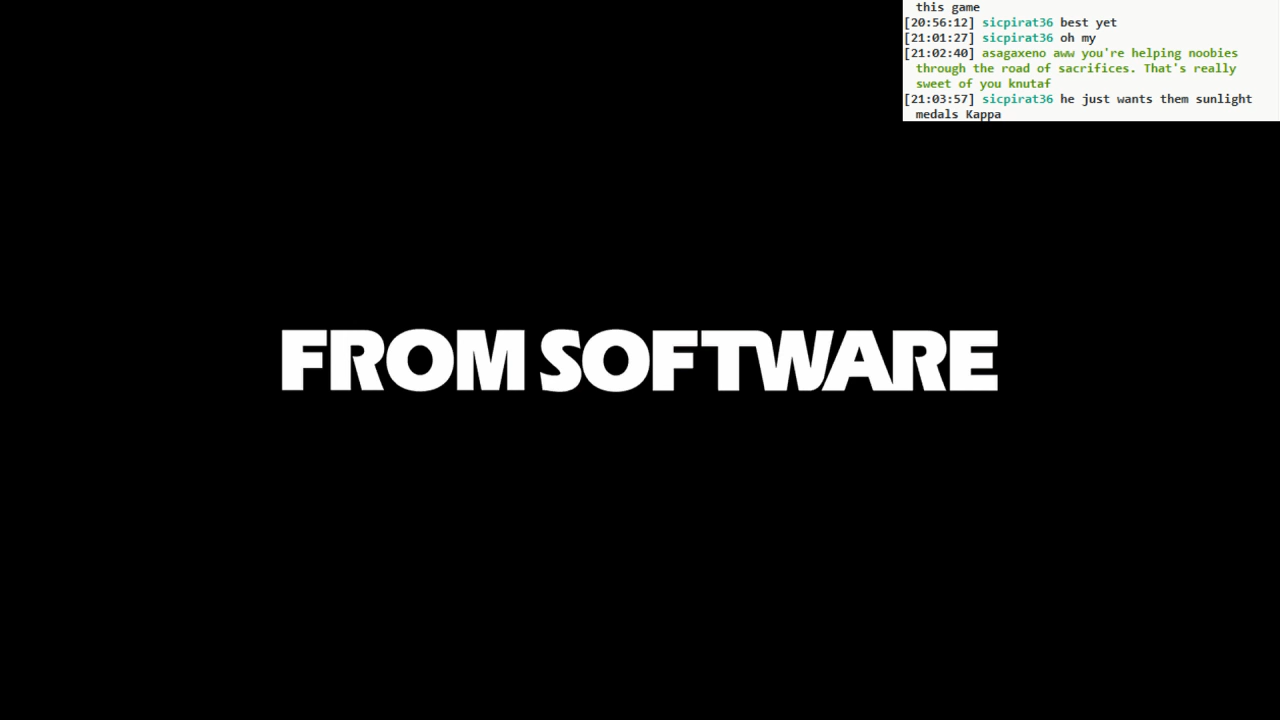 this game
[20:56:12] sicpirat36 best yet
[21:01:27] sicpirat36 oh my
[21:02:40] asagaxeno aww you're helping noobies
through the road of sacrifices. That's really
sweet of you knutaf
[21:03:57] sicpirat36 he just wants them sunlight
medals Kappa
FROM SOFTWARE